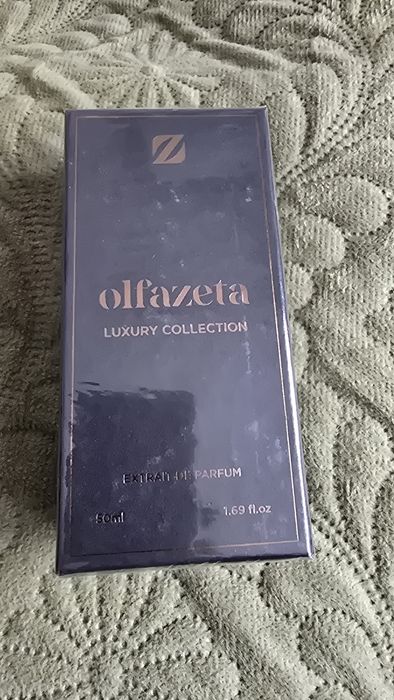 Z
olfazeta
LUXURY COLLECTION
EXTRAIT DE PARFUM
50ml 1.69 fl.oz